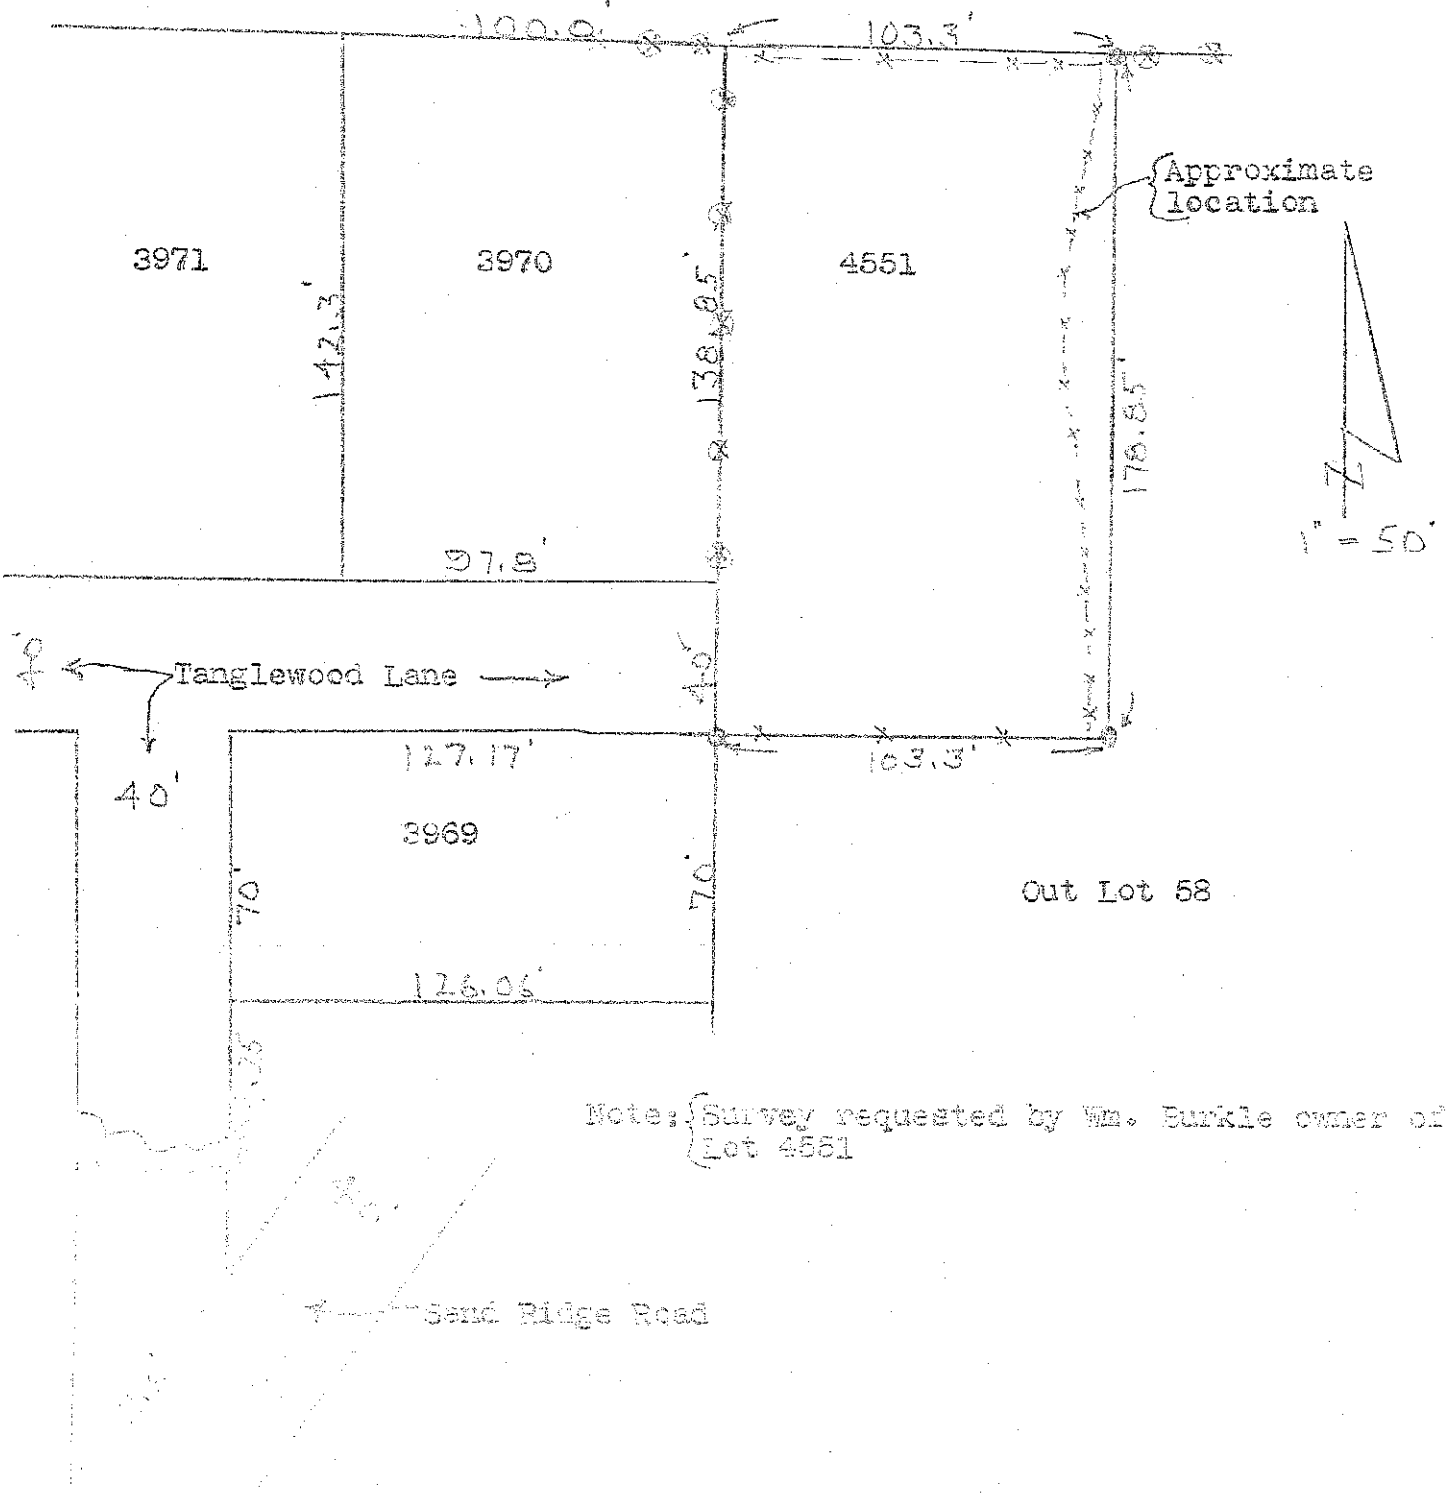 100.0'
103.3'
{Approximate
location
3971
3970
4551
142.3'
138.85'
178.85'
1" = 50'
97.8'
40'
Tanglewood Lane
40'
127.17'
103.3'
40'
3969
70'
70'
Out Lot 58
126.06'
Note: {Survey requested by Wm. Burkle owner of
Lot 4551
Sand Ridge Road